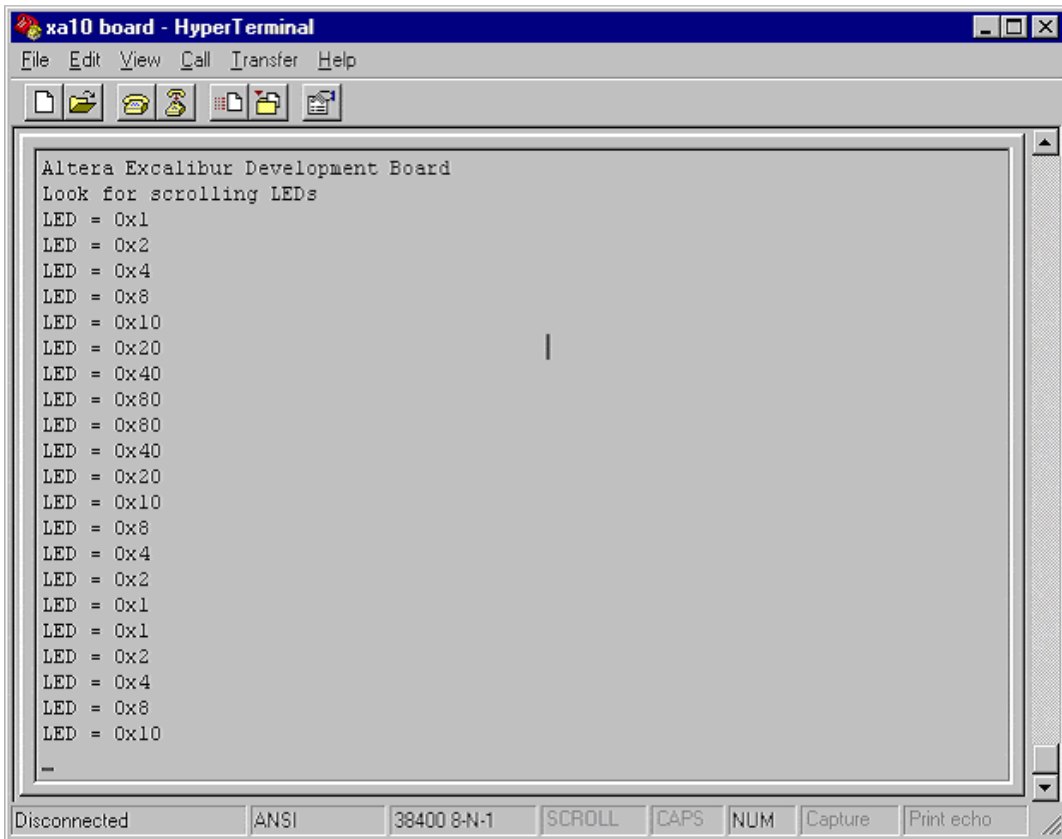 xa10 board - HyperTerminal
File Edit View Call Transfer Help
Altera Excalibur Development Board
Look for scrolling LEDs
LED = 0x1
LED = 0x2
LED = 0x4
LED = 0x8
LED = 0x10
LED = 0x20
LED = 0x40
LED = 0x80
LED = 0x80
LED = 0x40
LED = 0x20
LED = 0x10
LED = 0x8
LED = 0x4
LED = 0x2
LED = 0x1
LED = 0x1
LED = 0x2
LED = 0x4
LED = 0x8
LED = 0x10
_
Disconnected ANSI 38400 8-N-1 SCROLL CAPS NUM Capture Print echo